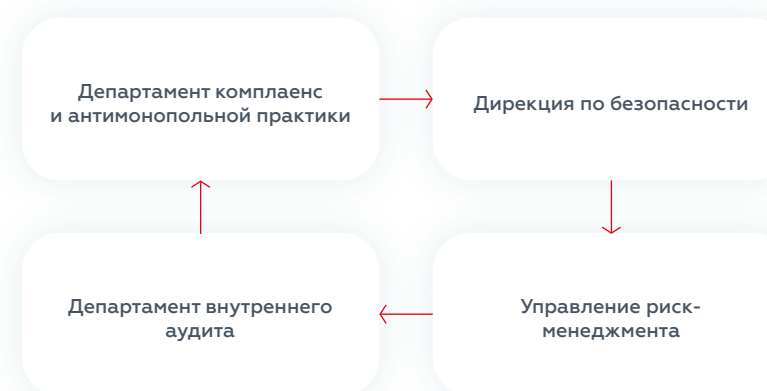 Департамент комплаенс
и антимонопольной практики
Дирекция по безопасности
Департамент внутреннего
аудита
Управление риск-
менеджмента